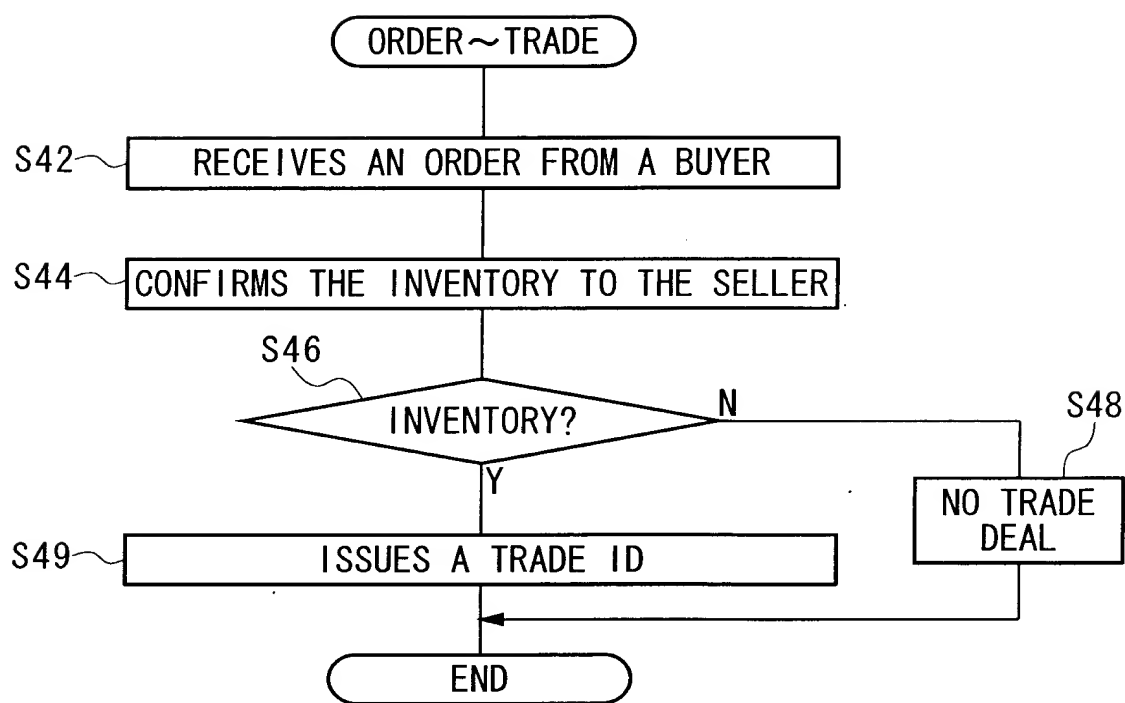 ORDER~TRADE
S42
RECEIVES AN ORDER FROM A BUYER
S44
CONFIRMS THE INVENTORY TO THE SELLER
S46
INVENTORY?
N
Y
S48
NO TRADE
DEAL
S49
ISSUES A TRADE ID
END